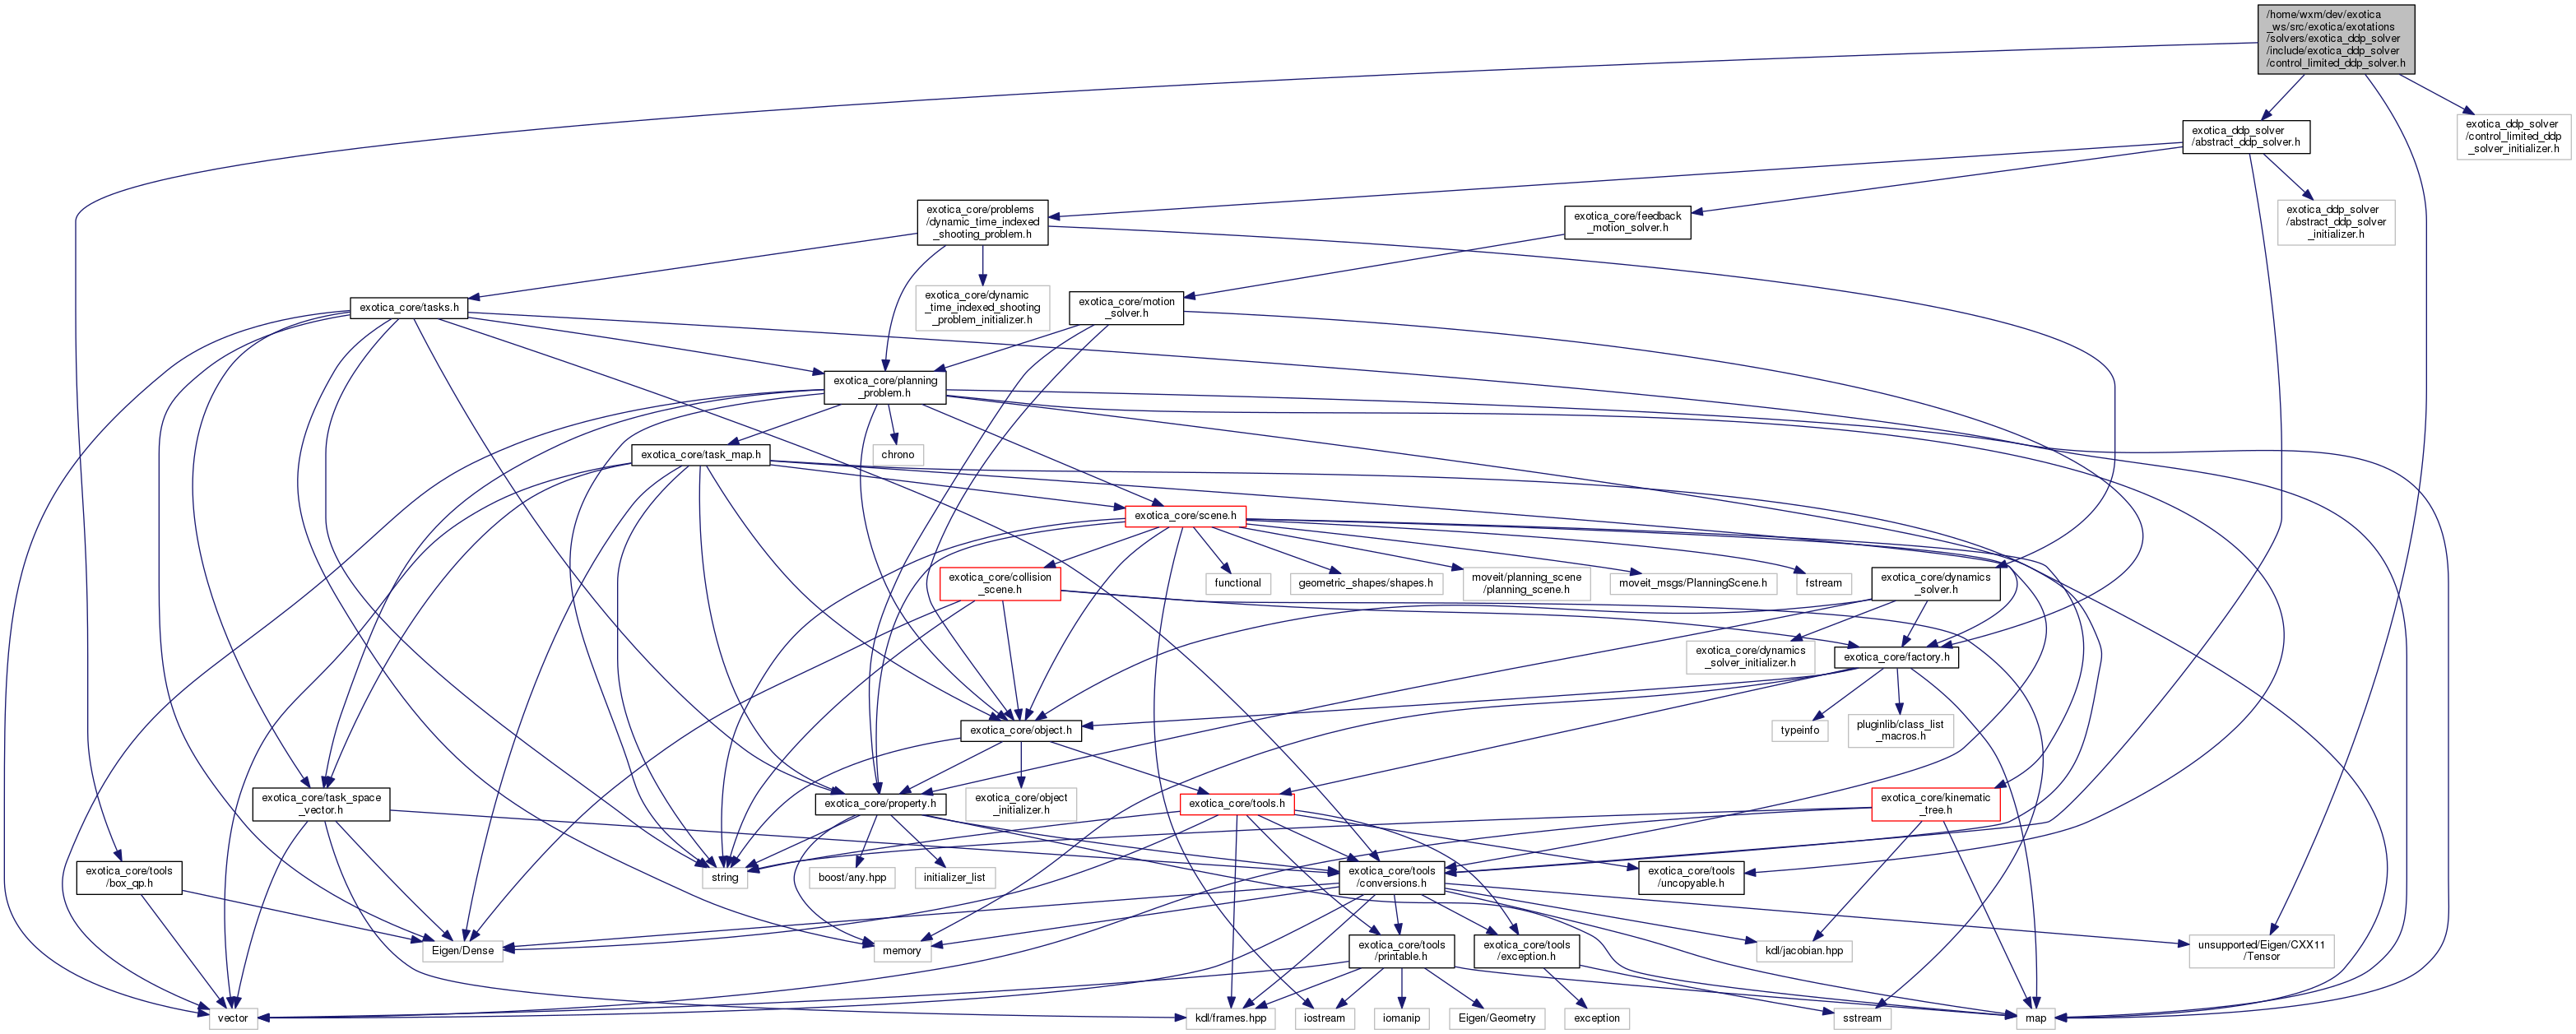 /home/wxm/dev/exotica
_ws/src/exotica/exotations
/solvers/exotica_ddp_solver
/include/exotica_ddp_solver
/control_limited_ddp_solver.h
exotica_ddp_solver
/abstract_ddp_solver.h
exotica_ddp_solver
/control_limited_ddp
_solver_initializer.h
exotica_core/problems
/dynamic_time_indexed
_shooting_problem.h
exotica_core/feedback
_motion_solver.h
exotica_ddp_solver
/abstract_ddp_solver
_initializer.h
exotica_core/tasks.h
exotica_core/dynamic
_time_indexed_shooting
_problem_initializer.h
exotica_core/motion
_solver.h
exotica_core/planning
_problem.h
exotica_core/task_map.h
chrono
exotica_core/scene.h
exotica_core/collision
_scene.h
functional
geometric_shapes/shapes.h
moveit/planning_scene
/planning_scene.h
moveit_msgs/PlanningScene.h
fstream
exotica_core/dynamics
_solver.h
exotica_core/dynamics
_solver_initializer.h
exotica_core/factory.h
exotica_core/object.h
typeinfo
pluginlib/class_list
_macros.h
exotica_core/task_space
_vector.h
exotica_core/property.h
exotica_core/object
_initializer.h
exotica_core/tools.h
exotica_core/kinematic
_tree.h
exotica_core/tools
/box_qp.h
string
boost/any.hpp
initializer_list
exotica_core/tools
/conversions.h
exotica_core/tools
/uncopyable.h
Eigen/Dense
memory
exotica_core/tools
/printable.h
exotica_core/tools
/exception.h
kdl/jacobian.hpp
unsupported/Eigen/CXX11
/Tensor
vector
kdl/frames.hpp
iostream
iomanip
Eigen/Geometry
exception
sstream
map